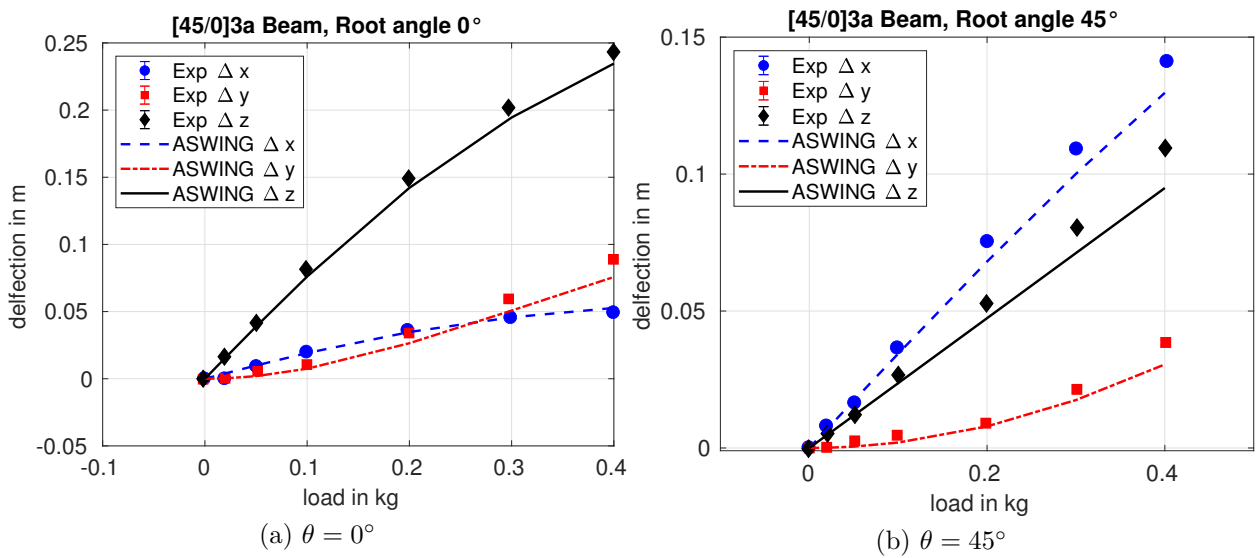 [45/0]3a Beam, Root angle 0°
0.25
0.2
0.15
0.1
0.05
0
-0.05
delfection in m
Exp Δ x
Exp Δ y
Exp Δ z
ASWING Δ x
ASWING Δ y
ASWING Δ z
-0.1
0
0.1
0.2
0.3
0.4
load in kg
(a) θ = 0°
[45/0]3a Beam, Root angle 45°
0.15
0.1
0.05
0
delfection in m
Exp Δ x
Exp Δ y
Exp Δ z
ASWING Δ x
ASWING Δ y
ASWING Δ z
0
0.2
0.4
load in kg
(b) θ = 45°